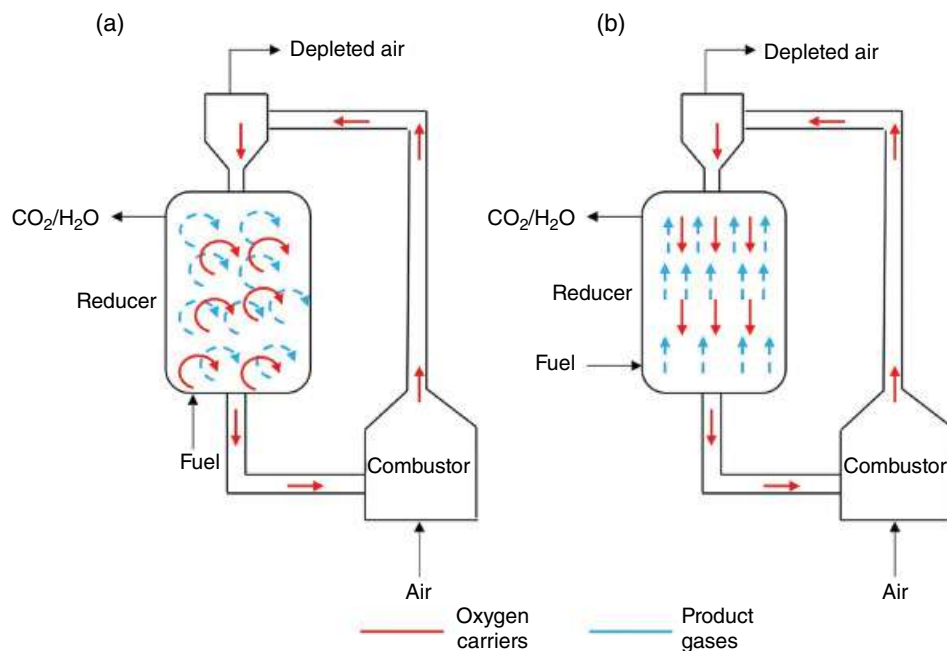 (a)
Depleted air
CO₂/H₂O
Reducer
Fuel
Combustor
Air
(b)
Depleted air
CO₂/H₂O
Reducer
Fuel
Combustor
Air
Oxygen
carriers
Product
gases